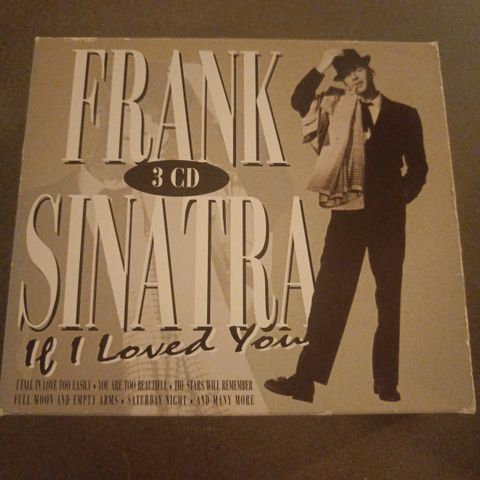 FRANK
3 CD
SINATRA
If I Loved You
I FALL IN LOVE TOO EASILY • YOU ARE TOO BEAUTIFUL • THE STARS WILL REMEMBER
FULL MOON AND EMPTY ARMS • SATURDAY NIGHT • AND MANY MORE